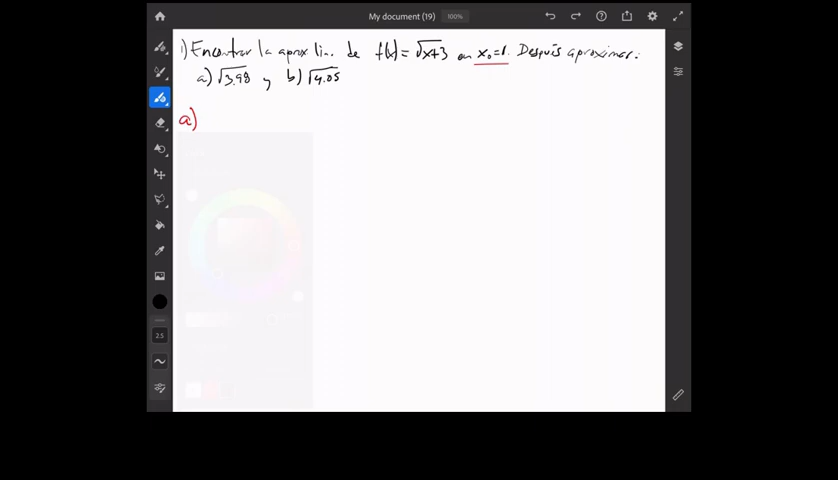 My document (19) 100%
1) Encontrar la aprox lin. de f(x) = √x+3 en x₀=1. Después aproximar:
a) √3.98 y b) √4.05
a)
2.5